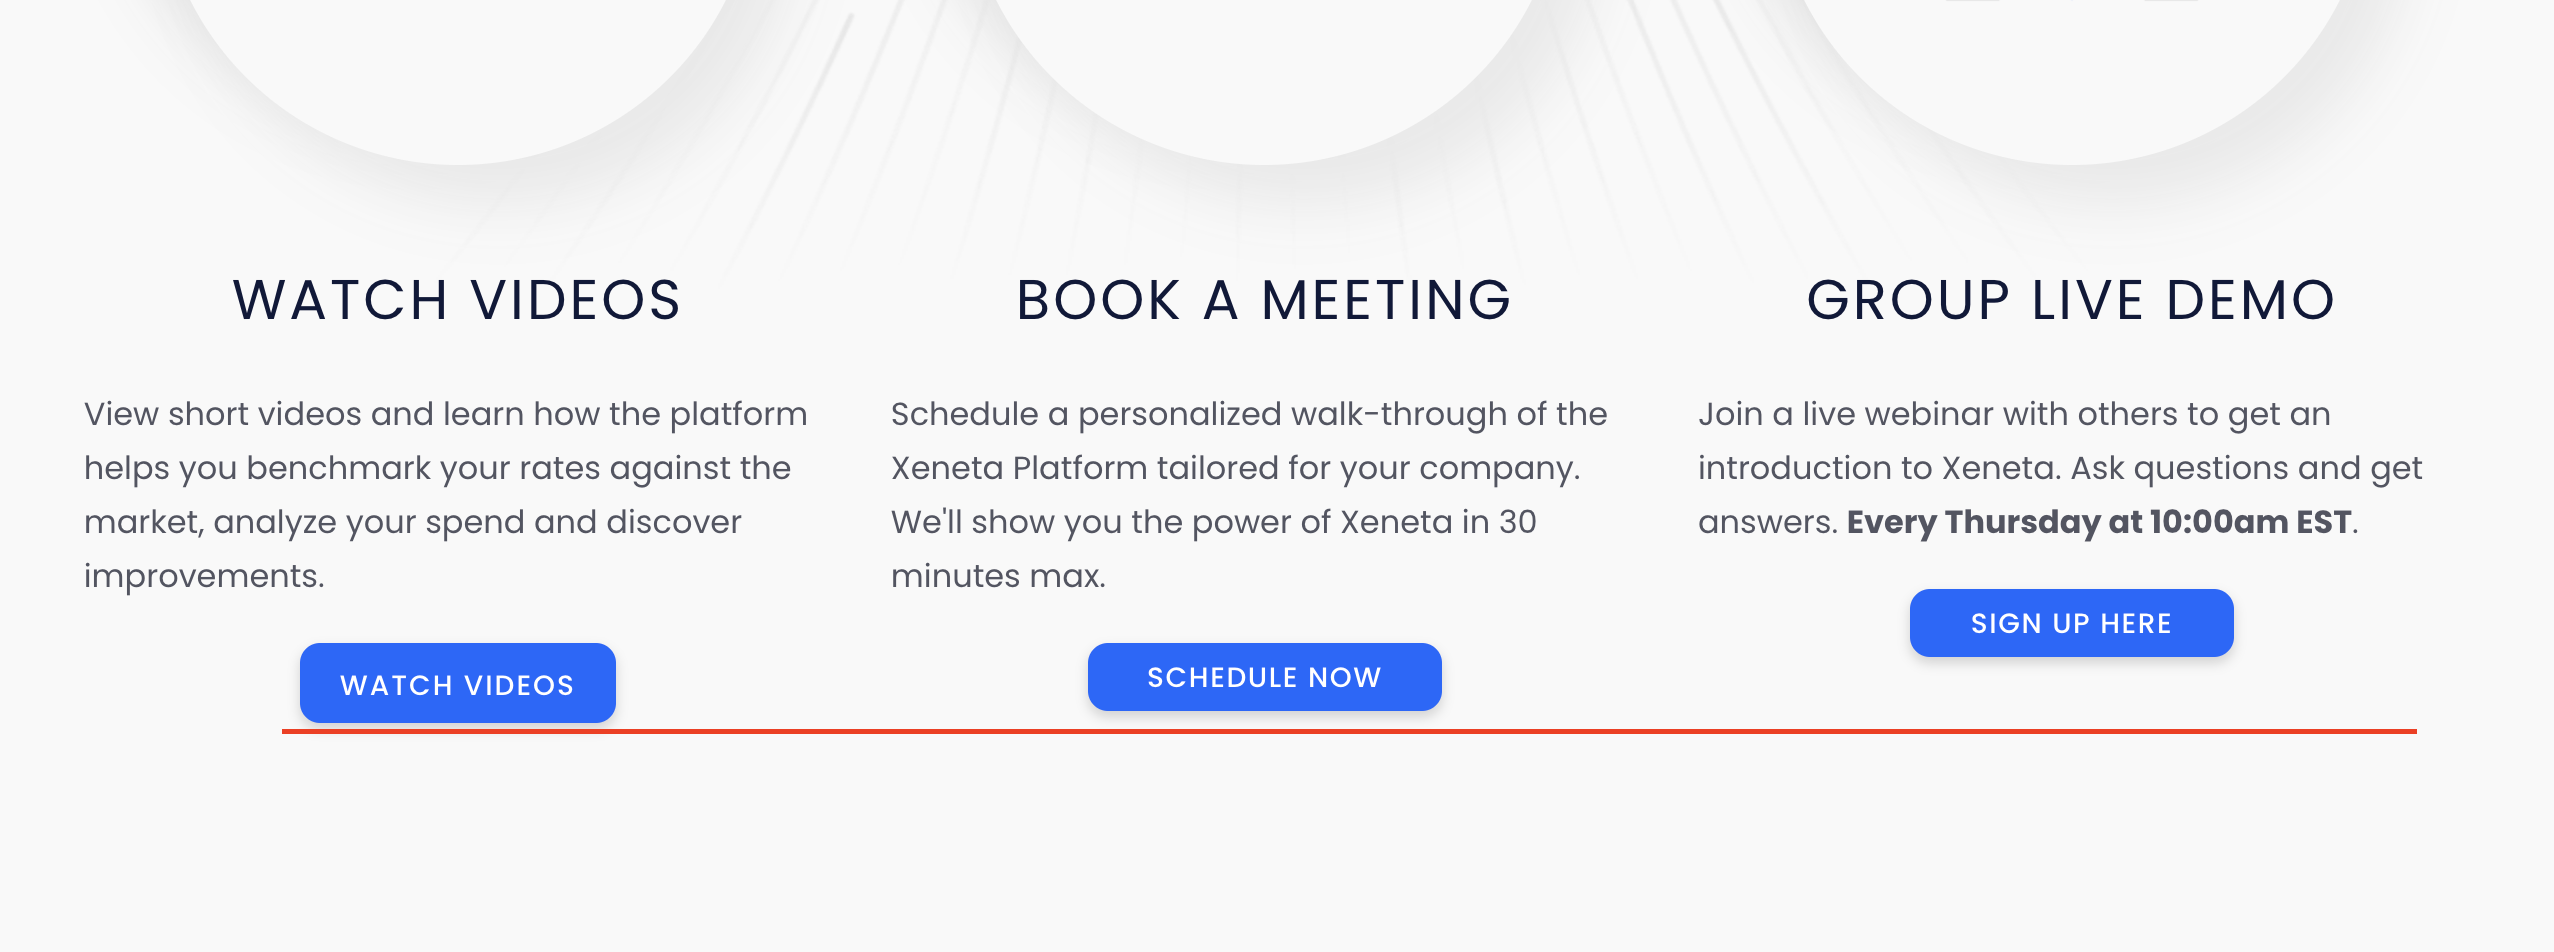 WATCH VIDEOS
View short videos and learn how the platform
helps you benchmark your rates against the
market, analyze your spend and discover
improvements.
WATCH VIDEOS
BOOK A MEETING
Schedule a personalized walk-through of the
Xeneta Platform tailored for your company.
We'll show you the power of Xeneta in 30
minutes max.
SCHEDULE NOW
GROUP LIVE DEMO
Join a live webinar with others to get an
introduction to Xeneta. Ask questions and get
answers. Every Thursday at 10:00am EST.
SIGN UP HERE